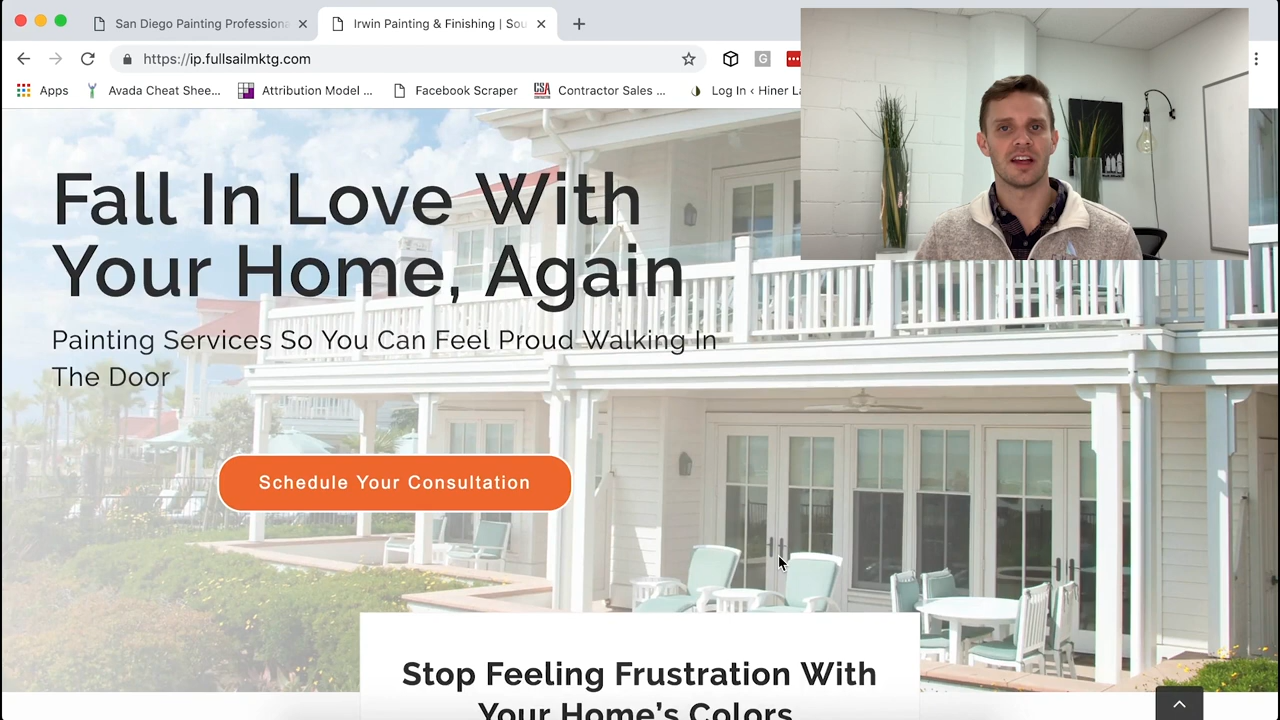 San Diego Painting Professiona
Irwin Painting & Finishing | Sou
https://ip.fullsailmktg.com
G
Apps
Avada Cheat Shee...
Attribution Model ...
Facebook Scraper
CSA
Contractor Sales ...
Log In ‹ Hiner La
Fall In Love With
Your Home, Again
Painting Services So You Can Feel Proud Walking In
The Door
Schedule Your Consultation
Stop Feeling Frustration With
Your Home's Colors